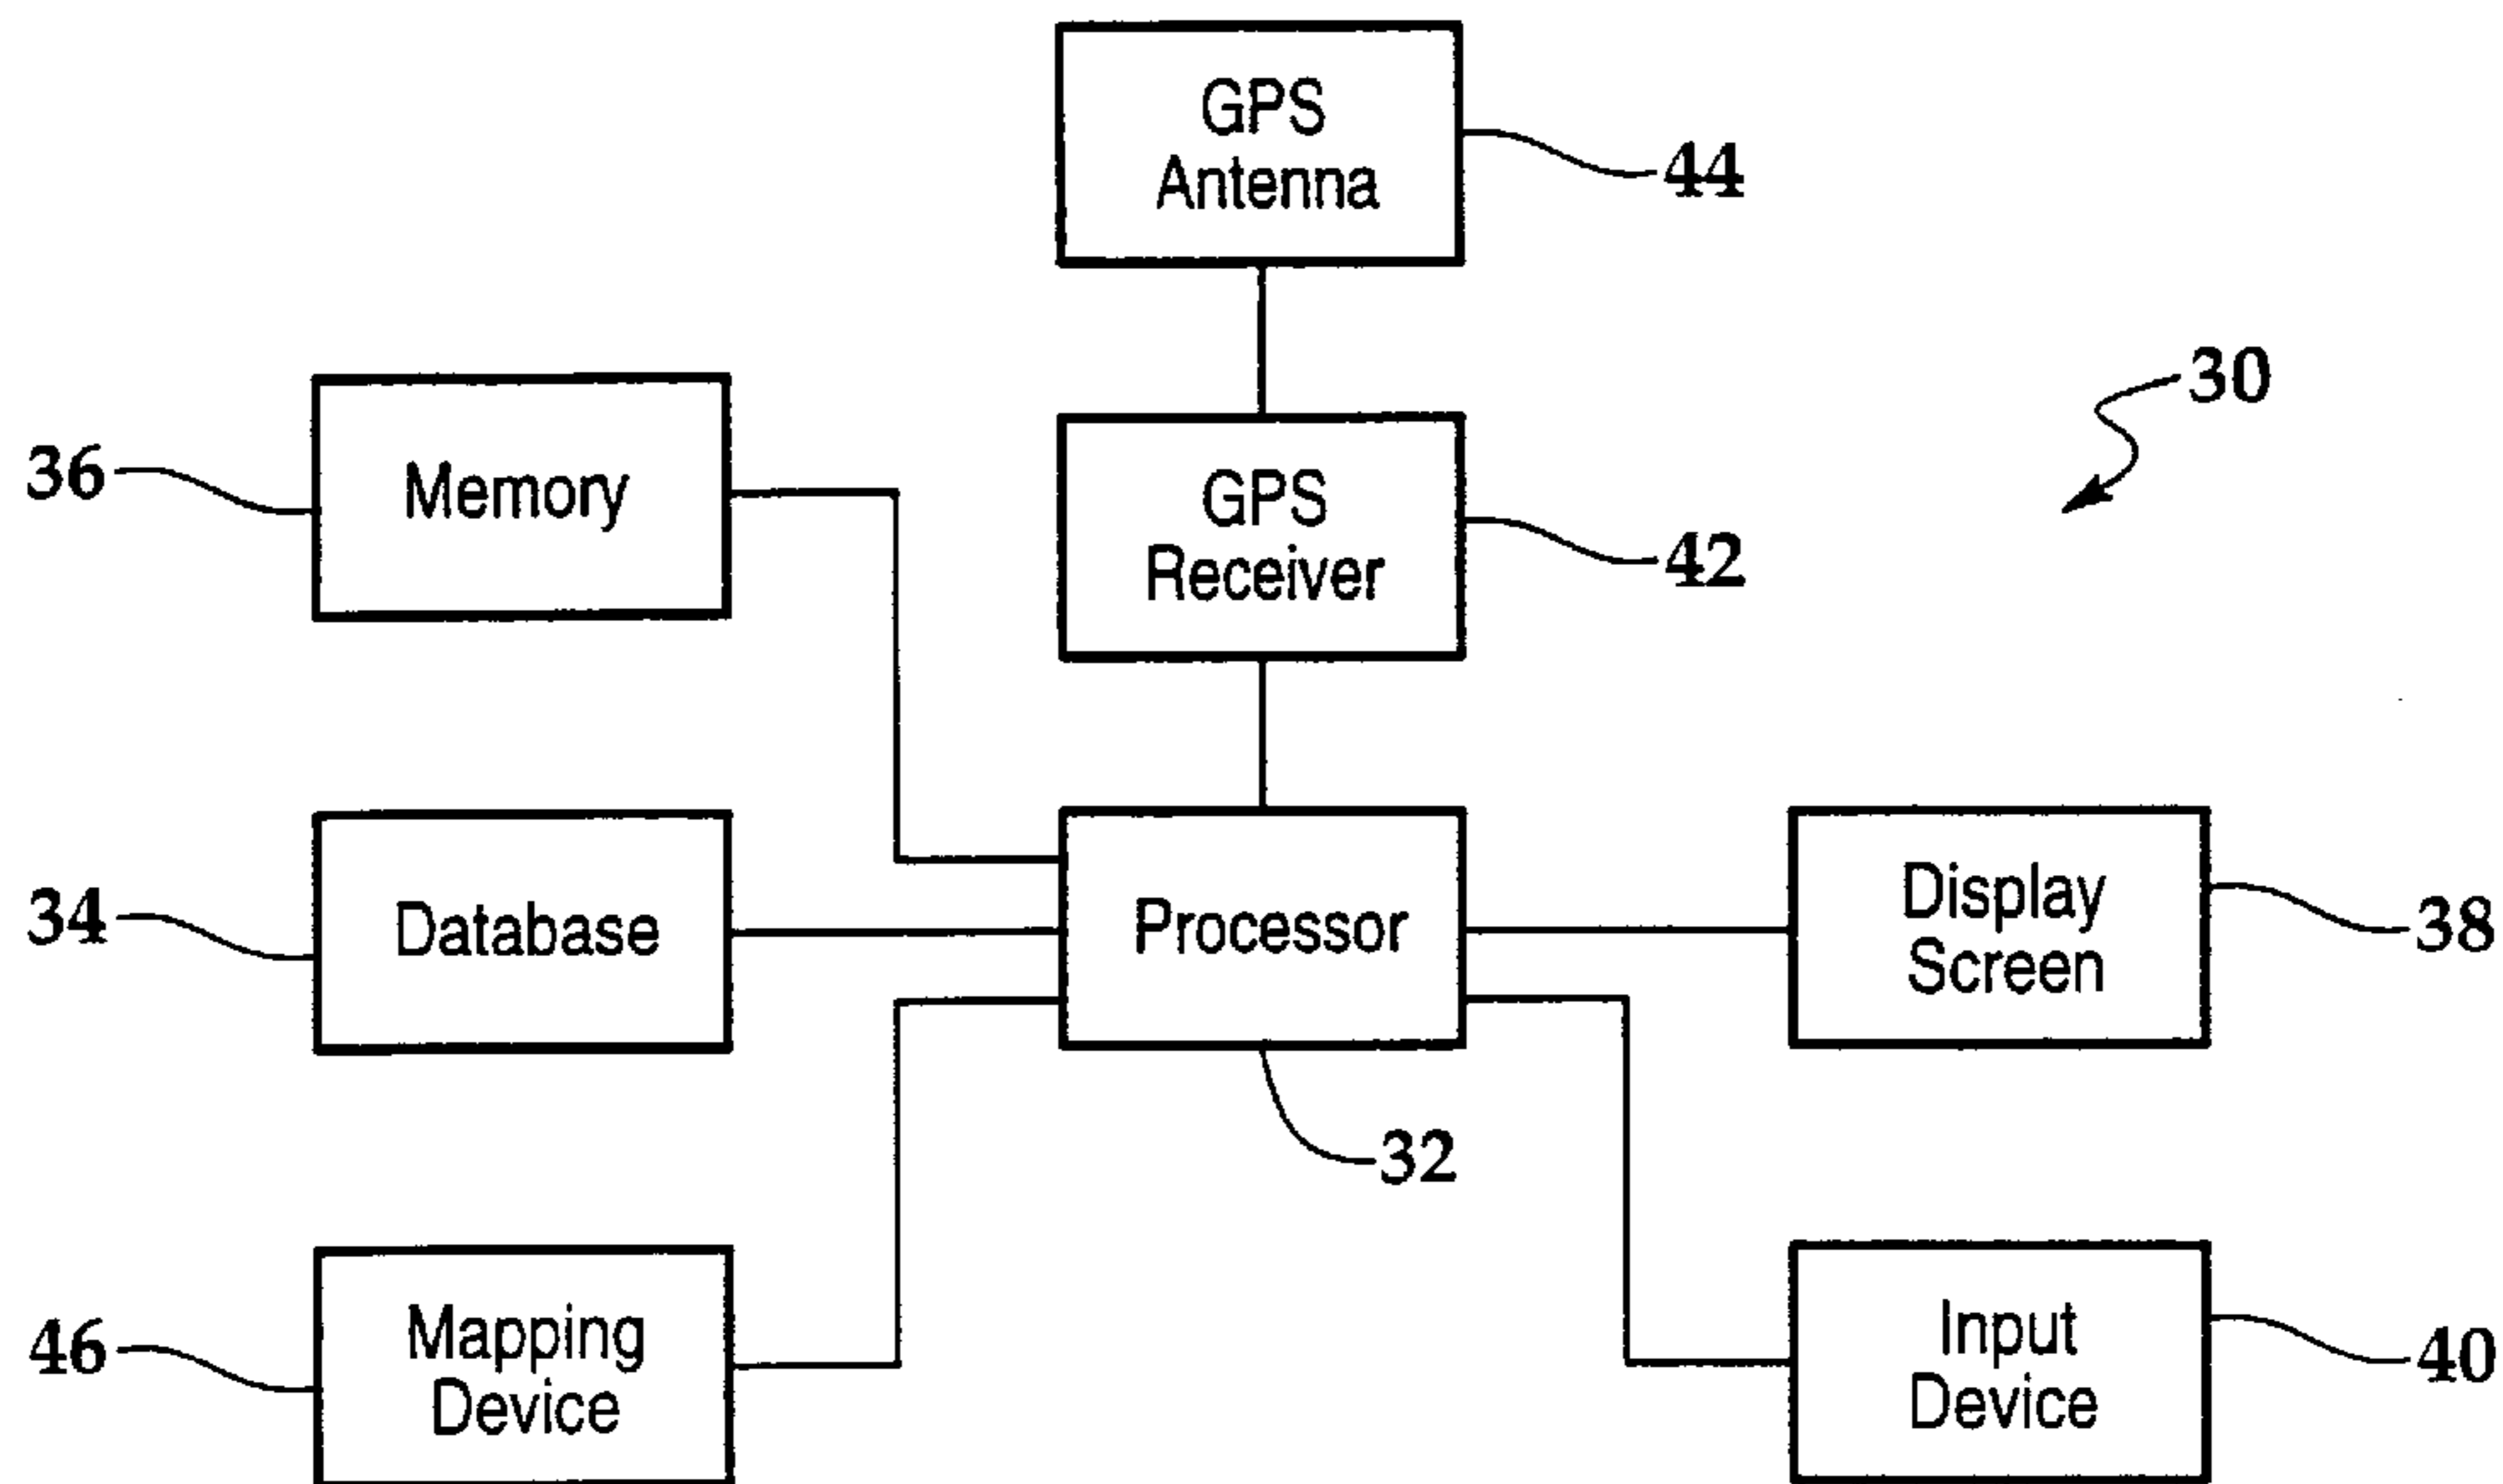 GPS
Antenna
44
30
36
Memory
GPS
Receiver
42
34
Database
Processor
Display
Screen
38
32
46
Mapping
Device
Input
Device
40